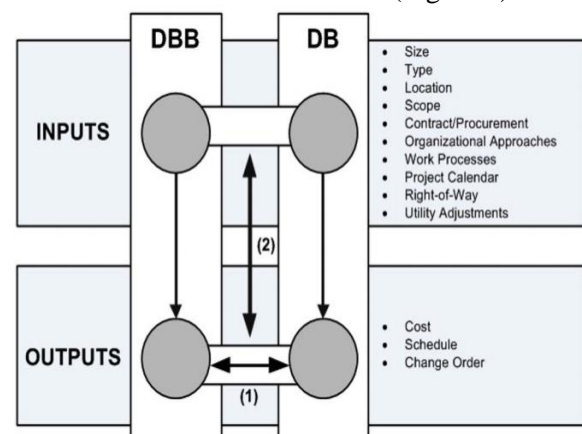 DBB
DB
INPUTS
• Size
• Type
• Location
• Scope
• Contract/Procurement
• Organizational Approaches
• Work Processes
• Project Calendar
• Right-of-Way
• Utility Adjustments
(2)
OUTPUTS
• Cost
• Schedule
• Change Order
(1)